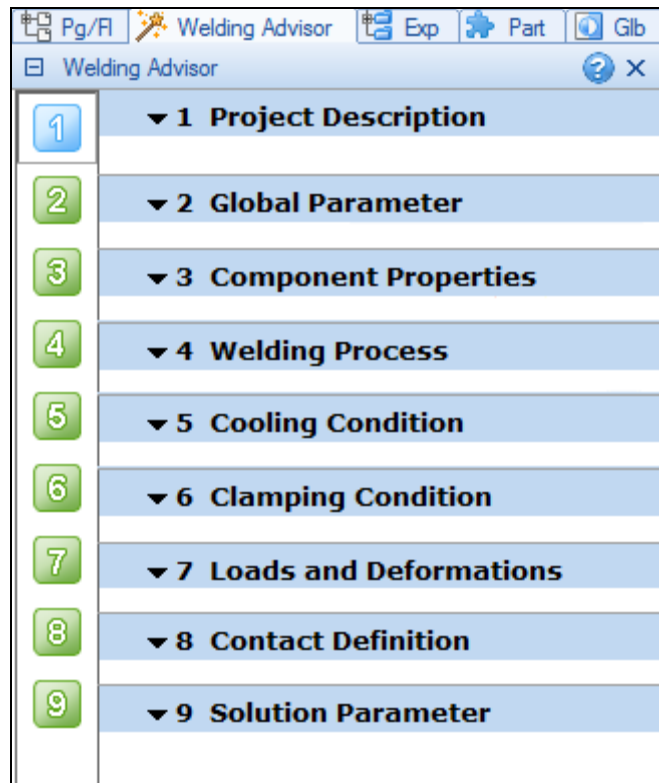 Pg/Fl Welding Advisor Exp Part Glb
Welding Advisor
1 1 Project Description
2 2 Global Parameter
3 3 Component Properties
4 4 Welding Process
5 5 Cooling Condition
6 6 Clamping Condition
7 7 Loads and Deformations
8 8 Contact Definition
9 9 Solution Parameter